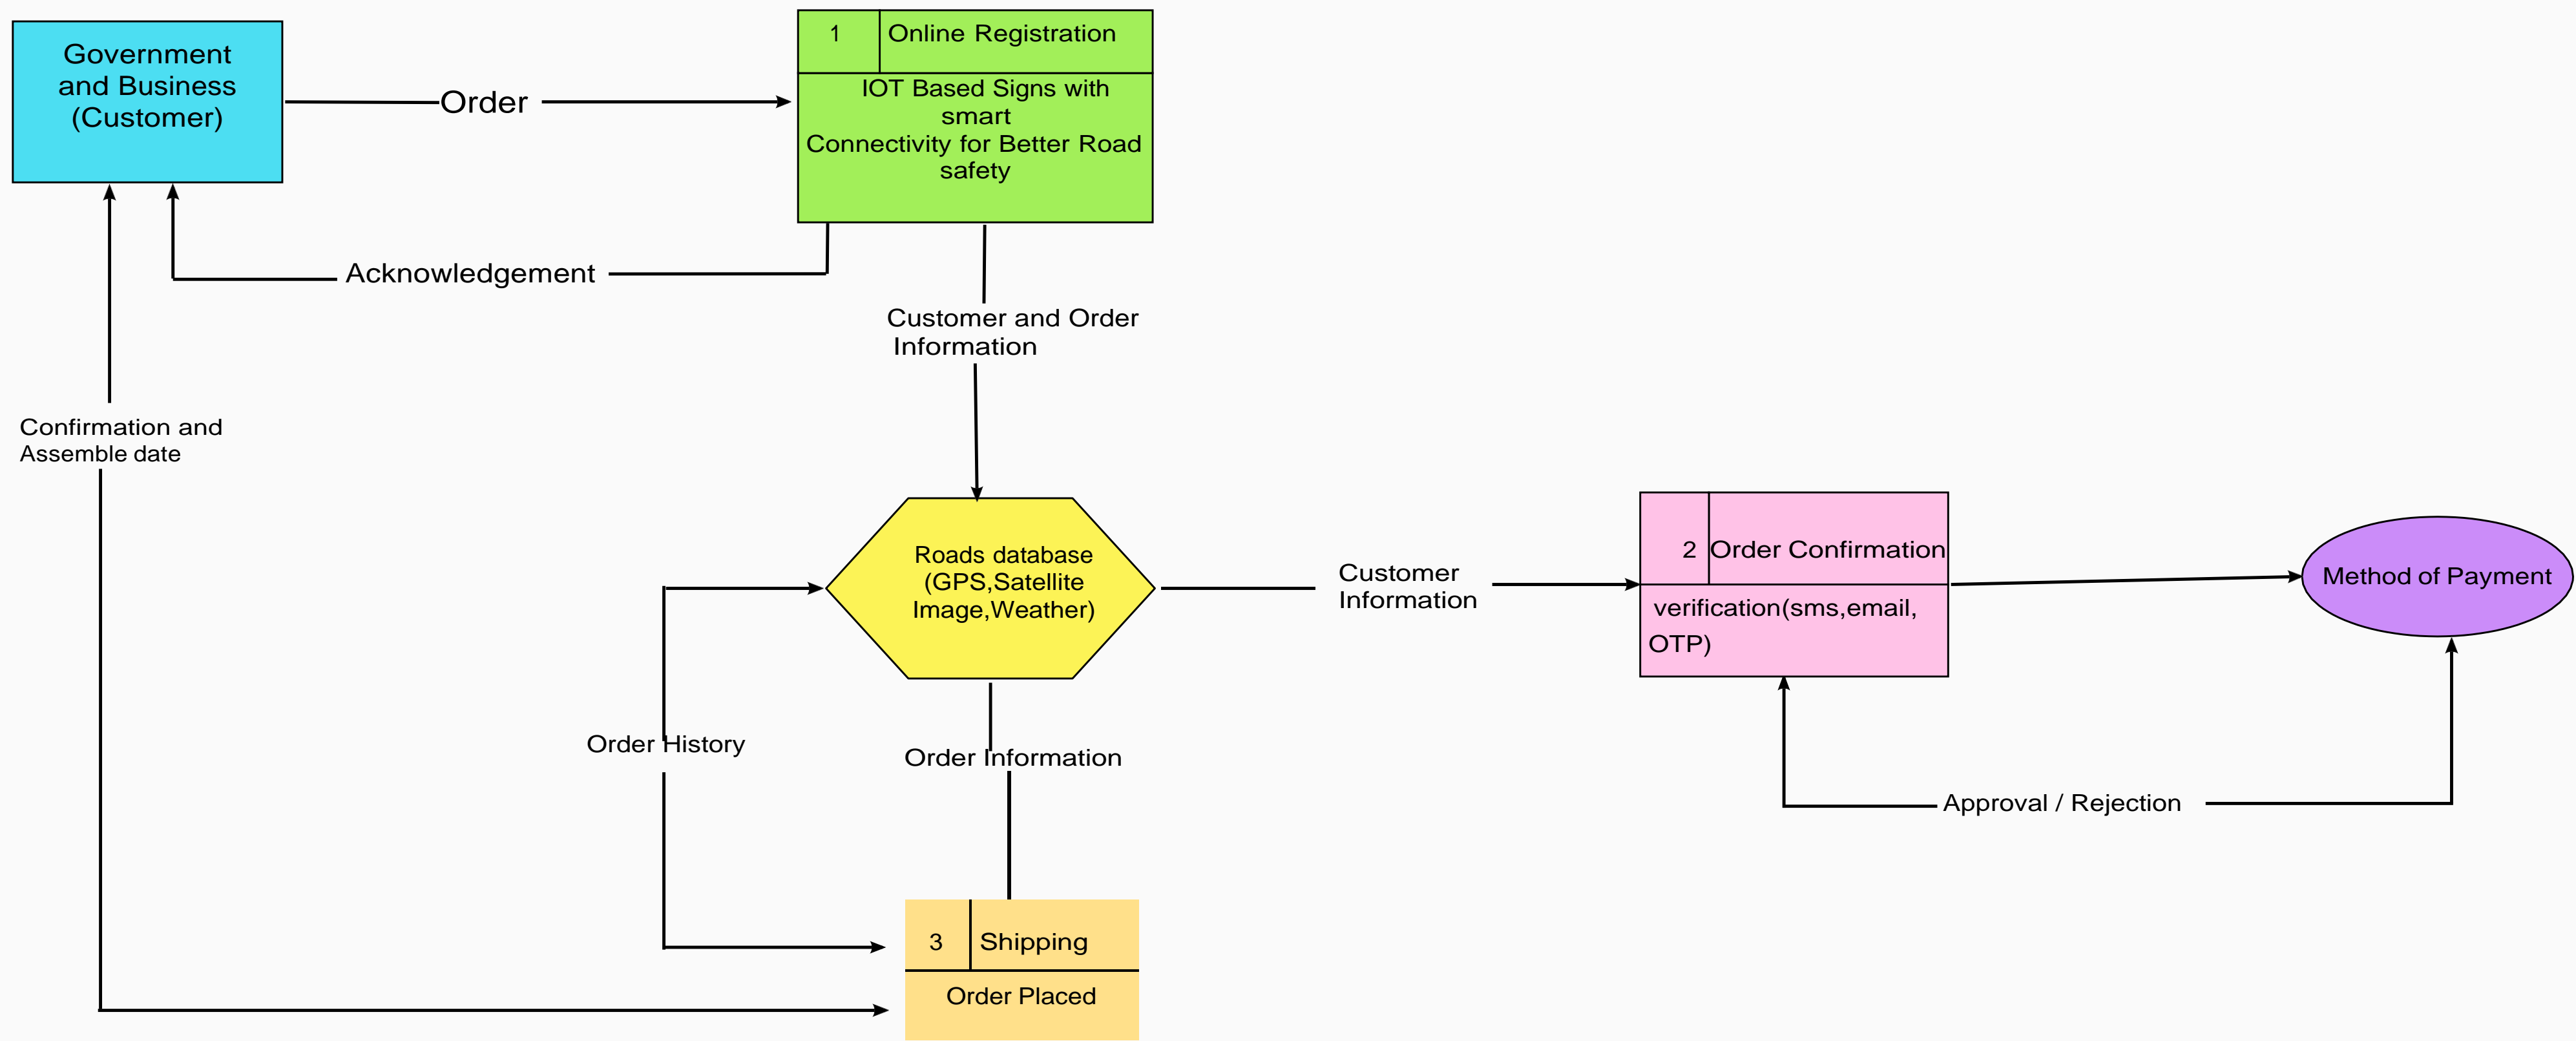 Government
and Business
(Customer)
Order
1
Online Registration
IOT Based Signs with
smart
Connectivity for Better Road
safety
Acknowledgement
Customer and Order
Information
Confirmation and
Assemble date
Roads database
(GPS,Satellite
Image,Weather)
Customer
Information
2
Order Confirmation
verification(sms,email,
OTP)
Method of Payment
Order History
Order Information
Approval / Rejection
3
Shipping
Order Placed